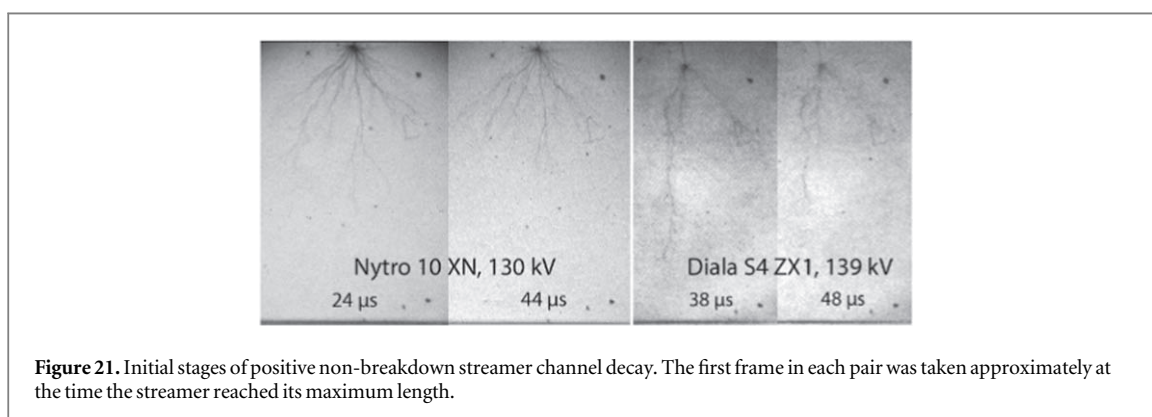 Nytro 10 XN, 130 kV
24 µs
44 µs
Diala S4 ZX1, 139 kV
38 µs
48 µs
Figure 21. Initial stages of positive non-breakdown streamer channel decay. The first frame in each pair was taken approximately at
the time the streamer reached its maximum length.